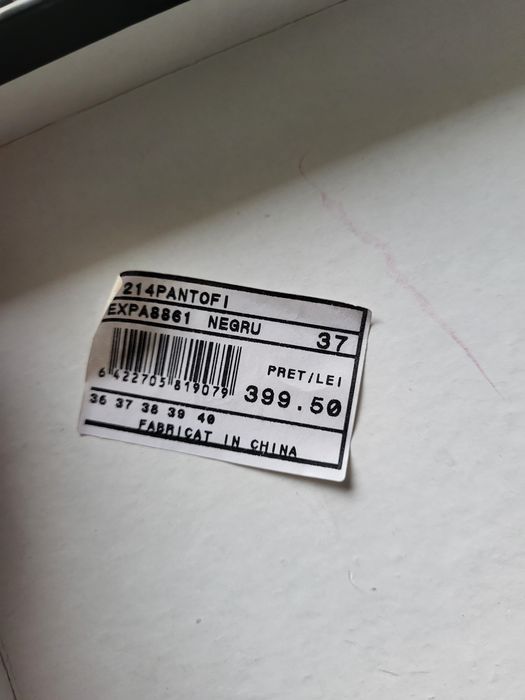 214PANTOFI
EXPA8861 NEGRU 37
PRET/LEI
6 422705 819079 399.50
36 37 38 39 40
FABRICAT IN CHINA